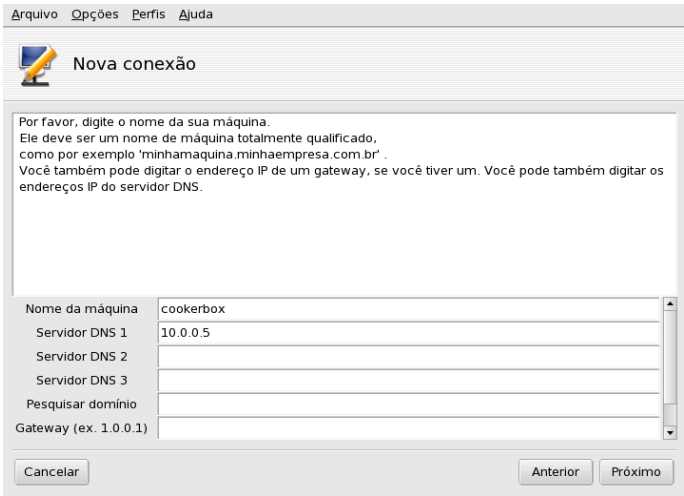 Arquivo Opções Perfis Ajuda
Nova conexão
Por favor, digite o nome da sua máquina.
Ele deve ser um nome de máquina totalmente qualificado,
como por exemplo 'minhamaquina.minhaempresa.com.br' .
Você também pode digitar o endereço IP de um gateway, se você tiver um. Você pode também digitar os
endereços IP do servidor DNS.
Nome da máquina cookerbox
Servidor DNS 1 10.0.0.5
Servidor DNS 2
Servidor DNS 3
Pesquisar domínio
Gateway (ex. 1.0.0.1)
Cancelar Anterior Próximo